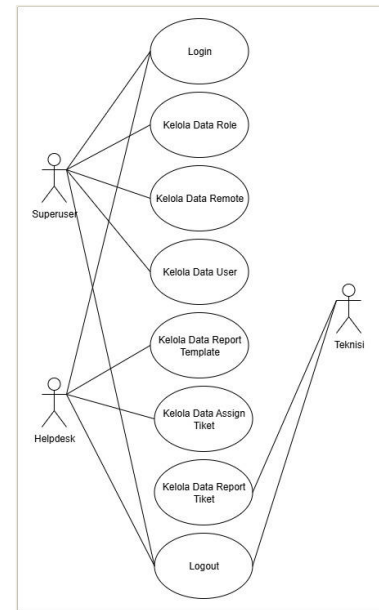 Login
Kelola Data Role
Kelola Data Remote
Superuser
Kelola Data User
Kelola Data Report
Template
Teknisi
Helpdesk
Kelola Data Assign
Tiket
Kelola Data Report
Tiket
Logout